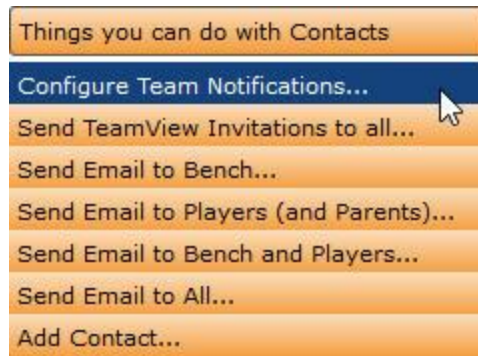 Things you can do with Contacts
Configure Team Notifications...
Send TeamView Invitations to all...
Send Email to Bench...
Send Email to Players (and Parents)...
Send Email to Bench and Players...
Send Email to All...
Add Contact...